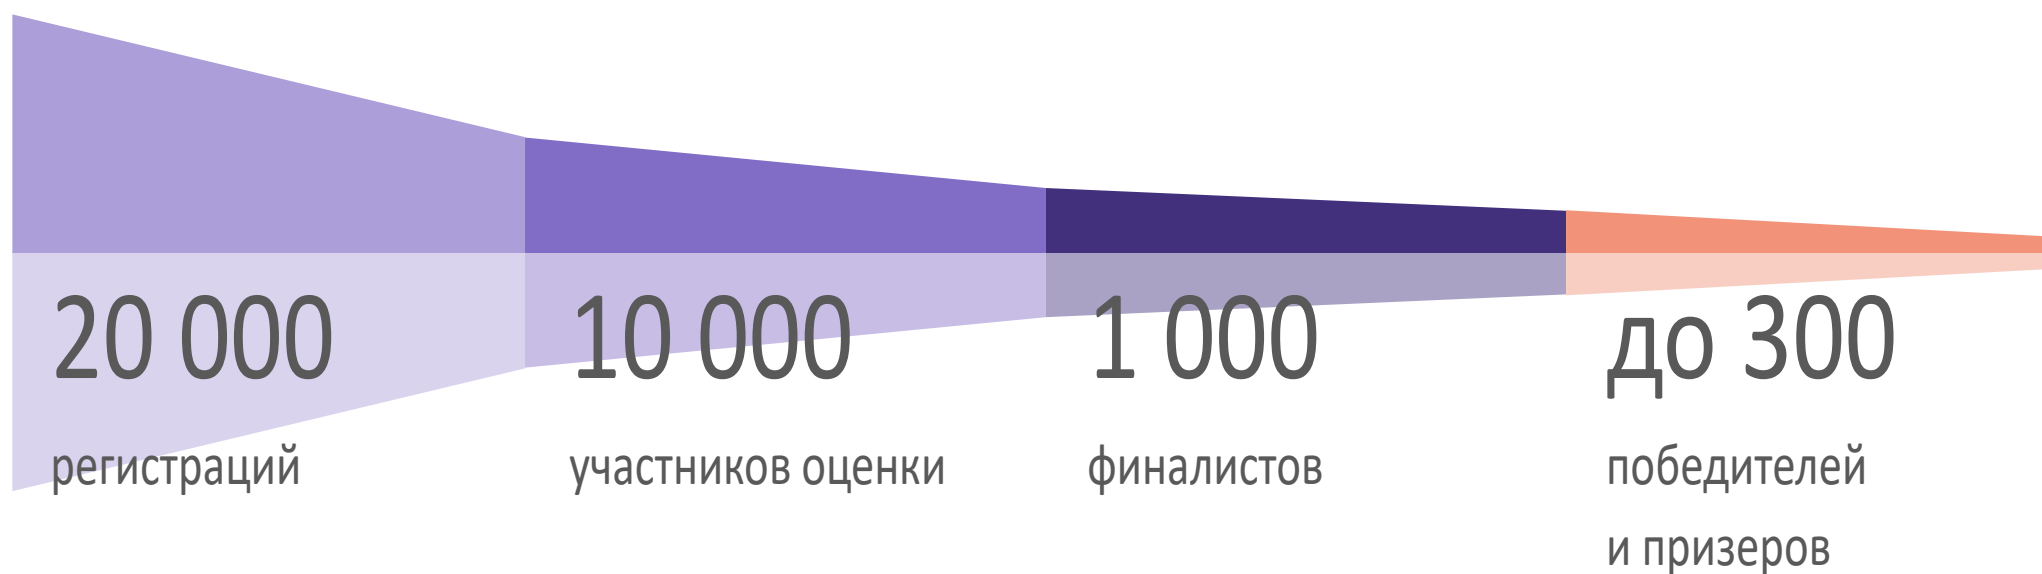 20 000
регистраций
10 000
участников оценки
1 000
финалистов
до 300
победителей
и призеров